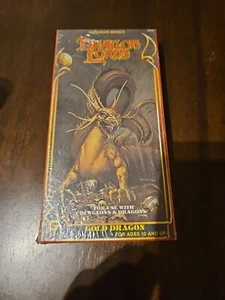 DRAGON
LORDS
FOR USE WITH
DUNGEONS & DRAGONS
GOLD DRAGON
FOR AGES 10 AND UP